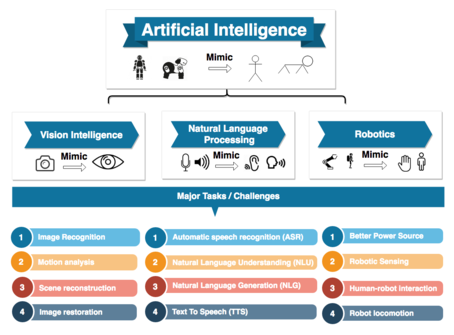 Artificial Intelligence
Mimic
Vision Intelligence
Mimic
Natural Language
Processing
Mimic
Robotics
Mimic
Major Tasks / Challenges
1 Image Recognition
2 Motion analysis
3 Scene reconstruction
4 Image restoration
1 Automatic speech recognition (ASR)
2 Natural Language Understanding (NLU)
3 Natural Language Generation (NLG)
4 Text To Speech (TTS)
1 Better Power Source
2 Robotic Sensing
3 Human-robot Interaction
4 Robot locomotion